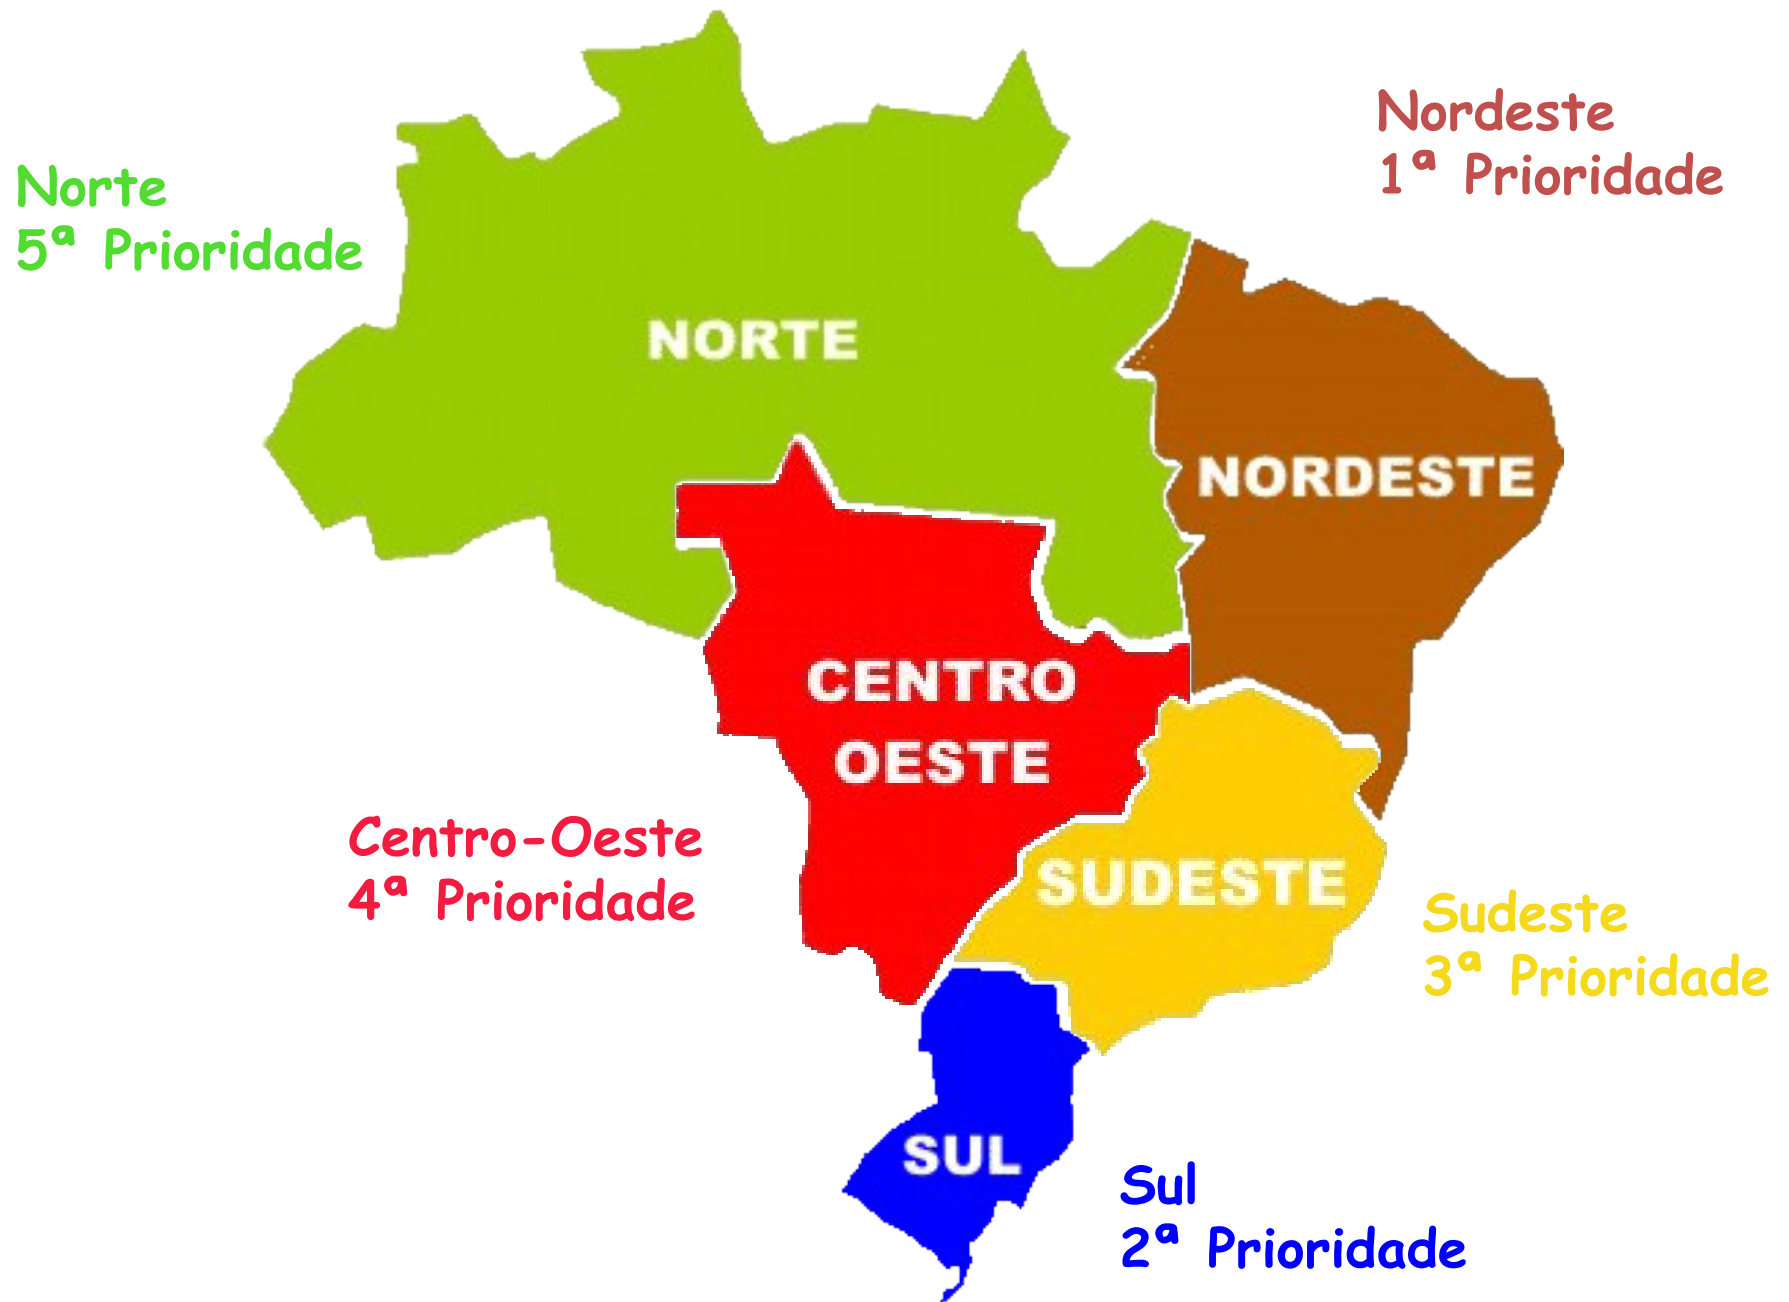 Nordeste
1ª Prioridade
Norte
5ª Prioridade
NORTE
NORDESTE
CENTRO
OESTE
Centro-Oeste
4ª Prioridade
SUDESTE
Sudeste
3ª Prioridade
SUL
Sul
2ª Prioridade